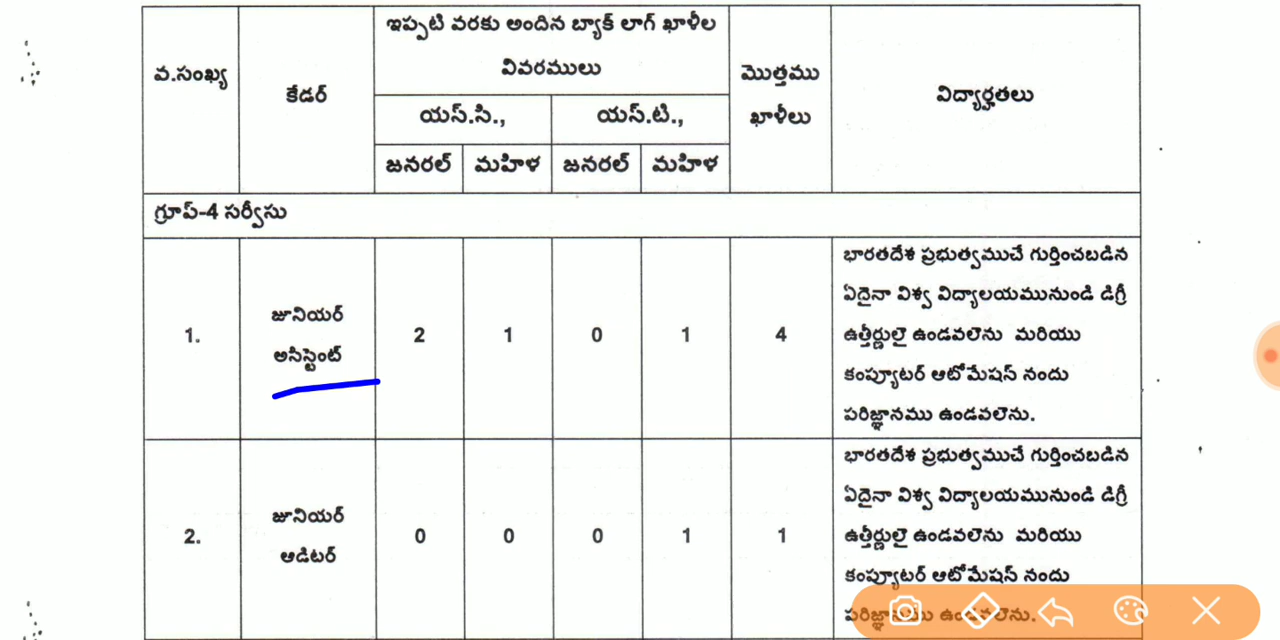 ఇప్పటి వరకు అందిన బ్యాక్ లాగ్ ఖాళీల
వివరములు
వ.సంఖ్య
కేడర్
మొత్తము
ఖాళీలు
విద్యార్హతలు
యస్.సి.,
యస్.టి.,
జనరల్
మహిళ
జనరల్
మహిళ
గ్రూప్-4 సర్వీసు
1.
జూనియర్
అసిస్టెంట్
2
1
0
1
4
భారతదేశ ప్రభుత్వముచే గుర్తించబడిన
ఏదైనా విశ్వ విద్యాలయమునుండి డిగ్రీ
ఉత్తీర్ణులై ఉండవలెను మరియు
కంప్యూటర్ ఆటోమేషన్ నందు
పరిజ్ఞానము ఉండవలెను.
2.
జూనియర్
ఆడిటర్
0
0
0
1
1
భారతదేశ ప్రభుత్వముచే గుర్తించబడిన
ఏదైనా విశ్వ విద్యాలయమునుండి డిగ్రీ
ఉత్తీర్ణులై ఉండవలెను మరియు
కంప్యూటర్ ఆటోమేషన్ నందు
పరిజ్ఞానము ఉండవలెను.